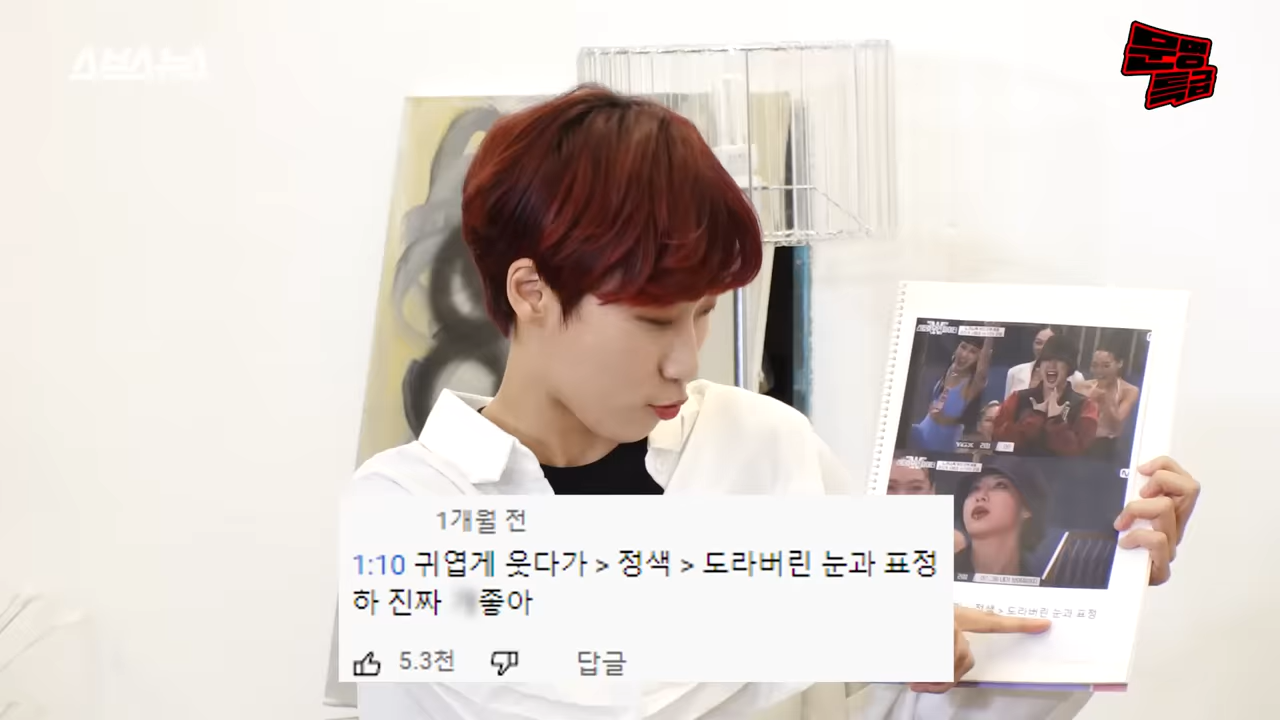 스브스뉴스
문명
특급
1개월 전
1:10 귀엽게 웃다가 > 정색 > 도라버린 눈과 표정
하 진짜 좋아
5.3천
답글
정색 > 도라버린 눈과 표정